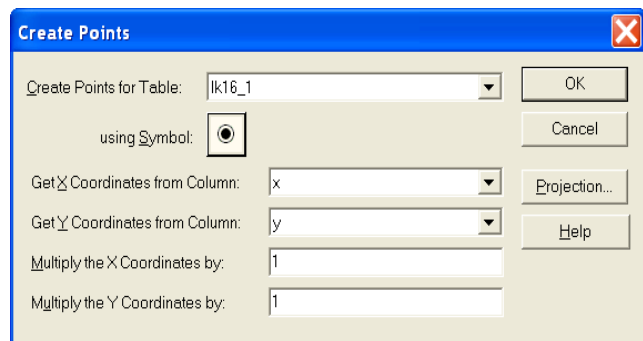 Create Points
Create Points for Table: lk16_1 OK
using Symbol: Cancel
Get X Coordinates from Column: x Projection...
Get Y Coordinates from Column: y Help
Multiply the X Coordinates by: 1
Multiply the Y Coordinates by: 1